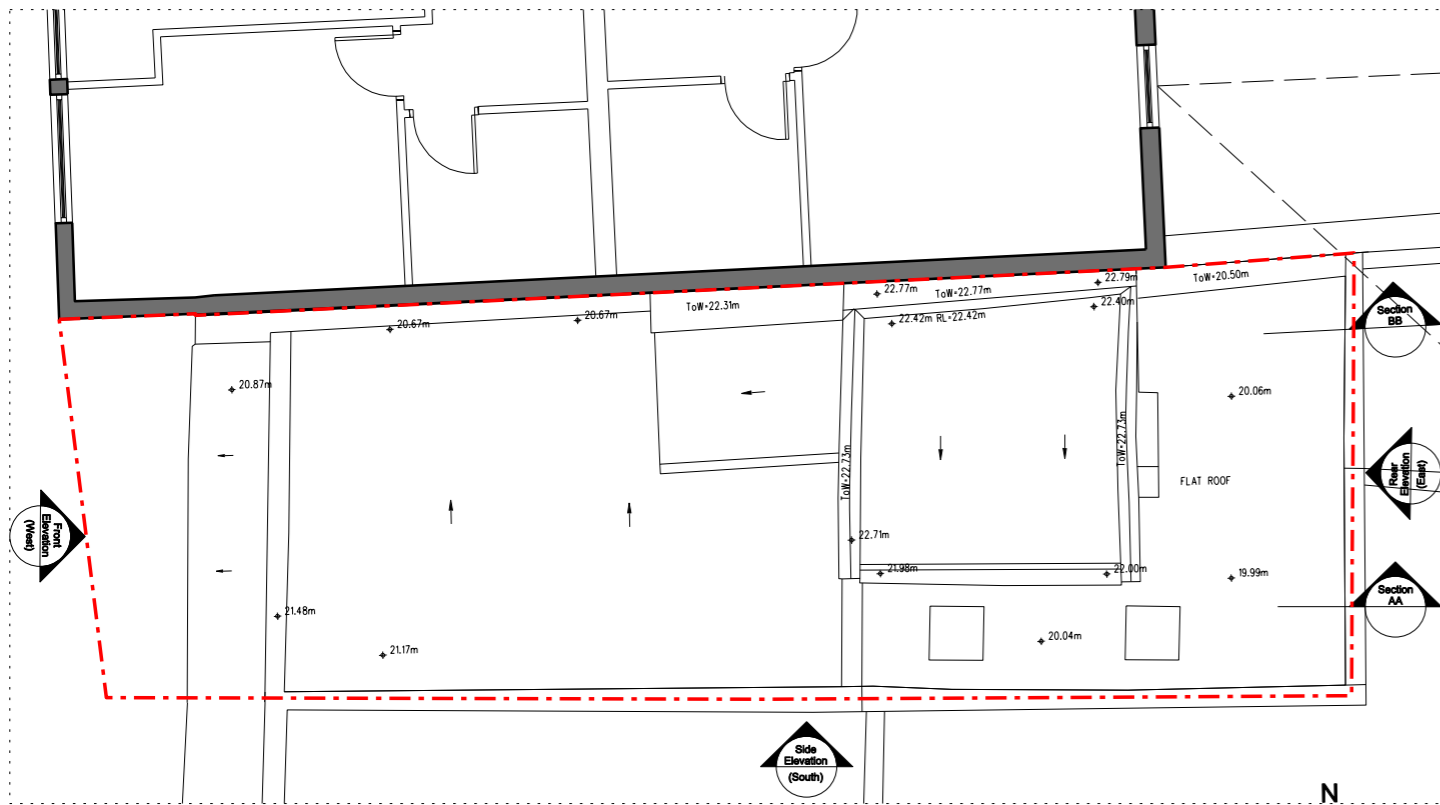 22.79m
ToW=20.50m
22.77m
ToW=22.77m
ToW=22.31m
22.40m
22.42m RL=22.42m
20.67m
20.67m
Section
BB
20.87m
20.06m
ToW=22.73m
ToW=22.73m
FLAT ROOF
Rear
Elevation
(East)
Front
Elevation
(West)
22.71m
21.98m
22.00m
19.99m
Section
AA
21.48m
20.04m
21.17m
Side
Elevation
(South)
N